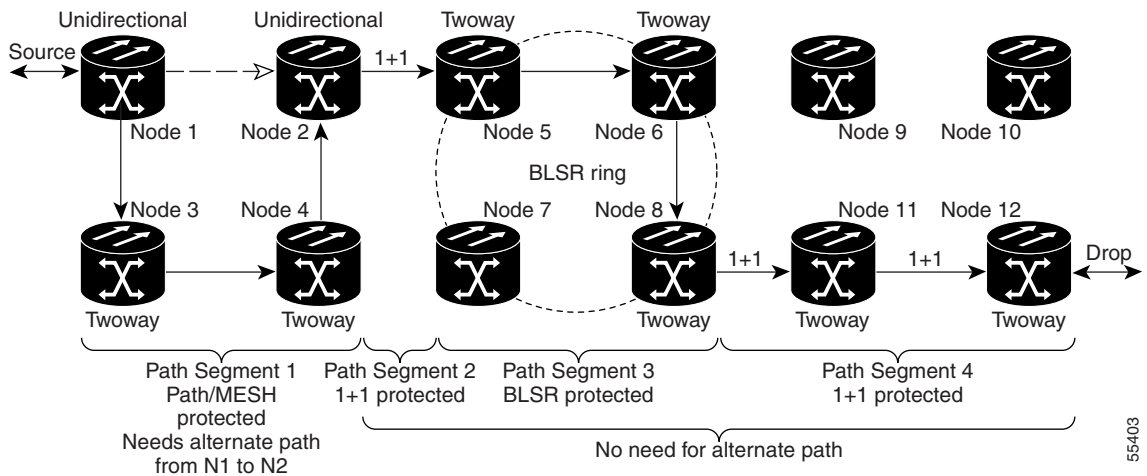 Unidirectional
Unidirectional
Twoway
Twoway
Source
1+1
Node 1
Node 2
Node 5
Node 6
Node 9
Node 10
BLSR ring
Node 3
Node 4
Node 7
Node 8
Node 11
Node 12
1+1
1+1
Drop
Twoway
Twoway
Twoway
Twoway
Twoway
Path Segment 1
Path/MESH
protected
Needs alternate path
from N1 to N2
Path Segment 2
1+1 protected
Path Segment 3
BLSR protected
Path Segment 4
1+1 protected
No need for alternate path
55403